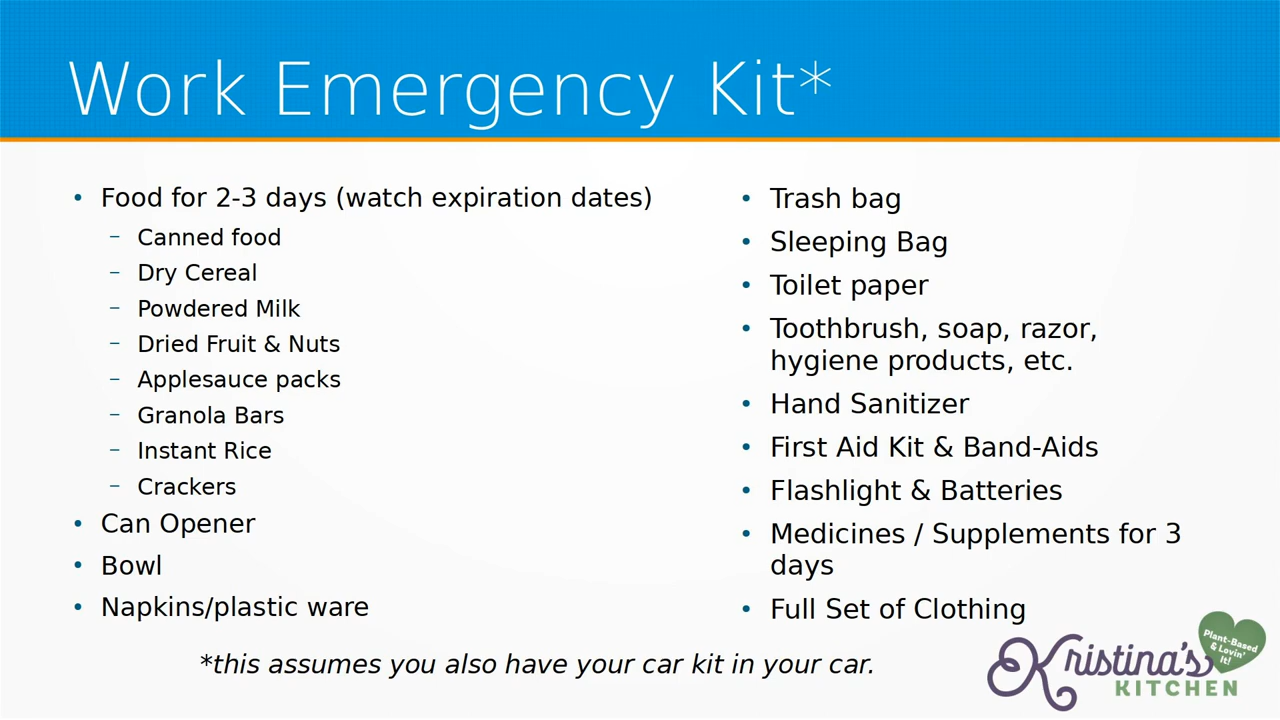 Work Emergency Kit*
• Food for 2-3 days (watch expiration dates)
– Canned food
– Dry Cereal
– Powdered Milk
– Dried Fruit & Nuts
– Applesauce packs
– Granola Bars
– Instant Rice
– Crackers
• Can Opener
• Bowl
• Napkins/plastic ware
• Trash bag
• Sleeping Bag
• Toilet paper
• Toothbrush, soap, razor,
hygiene products, etc.
• Hand Sanitizer
• First Aid Kit & Band-Aids
• Flashlight & Batteries
• Medicines / Supplements for 3
days
• Full Set of Clothing
*this assumes you also have your car kit in your car.
Kristina's
KITCHEN
Plant-Based
& Lovin'
It!